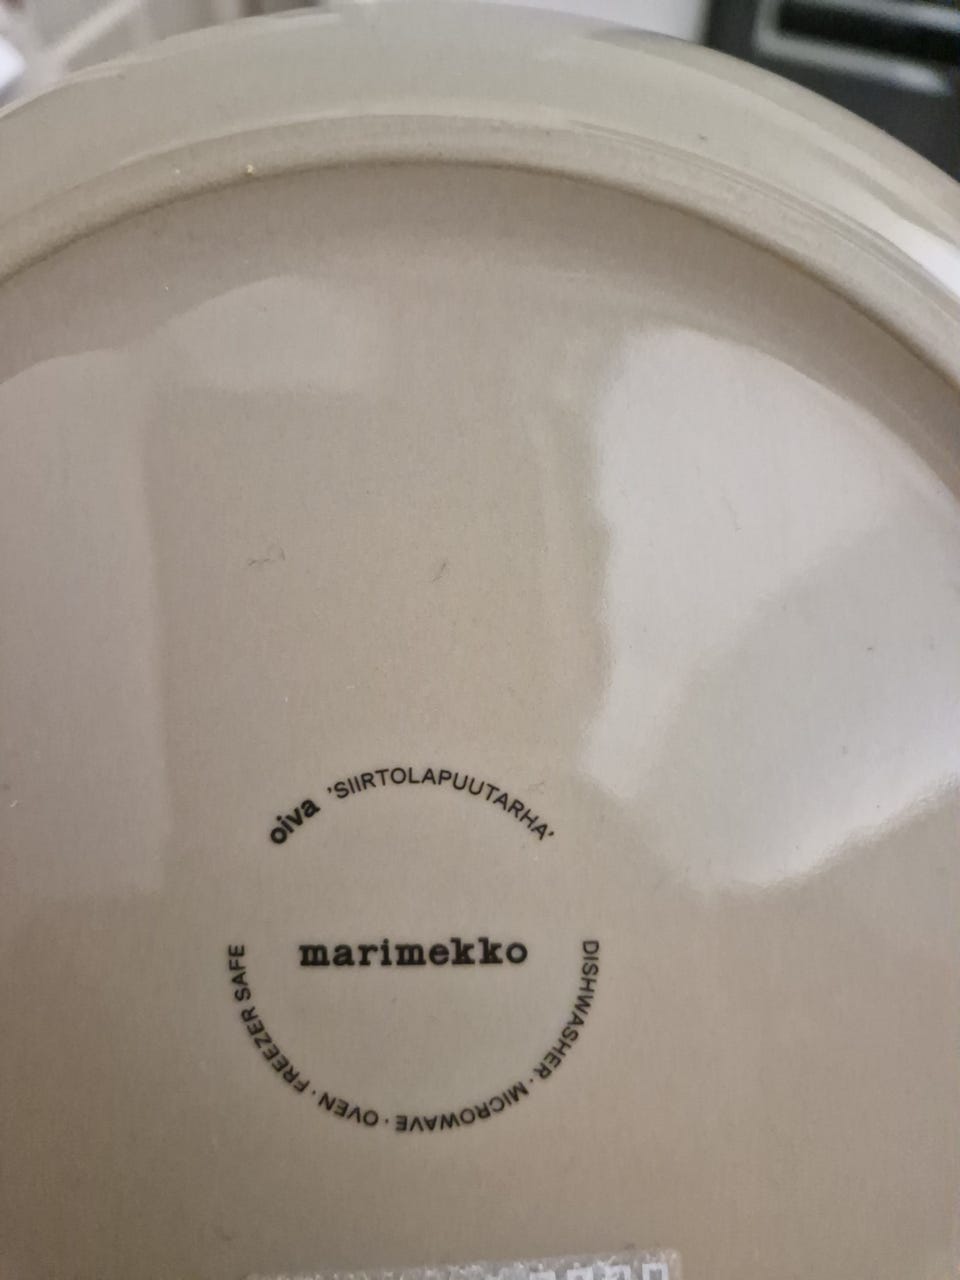 oiva 'SIIRTOLAPUUTARHA'
marimekko
DISHWASHER · MICROWAVE · OVEN · FREEZER SAFE